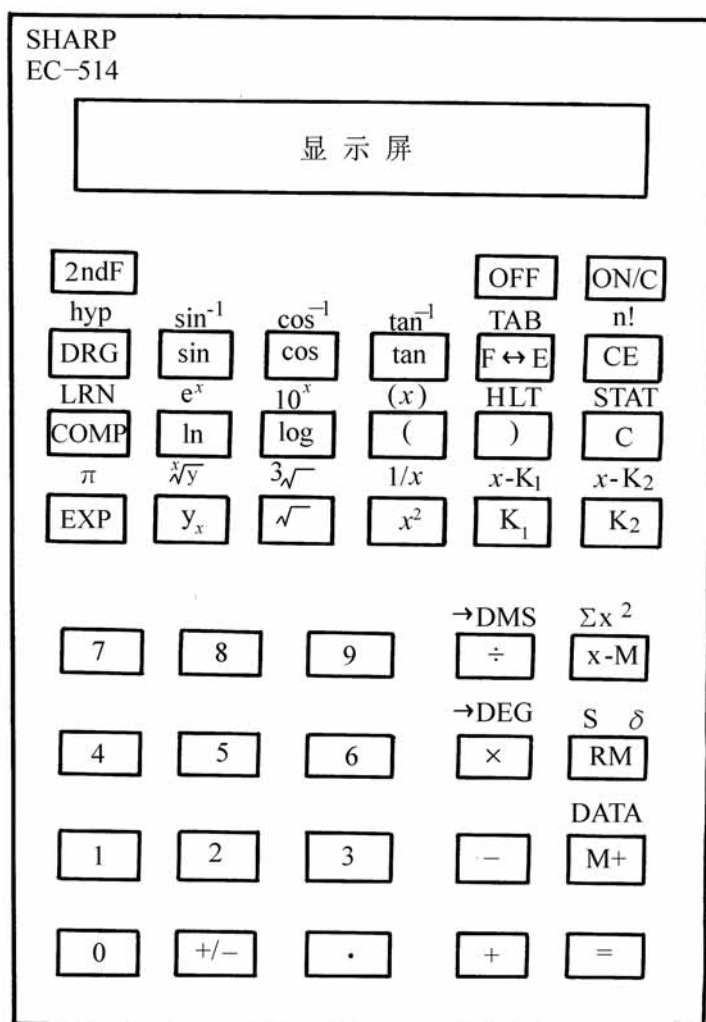 SHARP
EC-514
显示屏
2ndF OFF ON/C
hyp sin⁻¹ cos⁻¹ tan⁻¹ TAB n!
DRG sin cos tan F↔E CE
LRN eˣ 10ˣ (x) HLT STAT
COMP ln log ( ) C
π ˣ√y 3√ 1/x x-K₁ x-K₂
EXP yₓ √ x² K₁ K₂
→DMS Σx²
7 8 9 ÷ x-M
→DEG S δ
4 5 6 × RM
DATA
1 2 3 − M+
0 +/− · + =